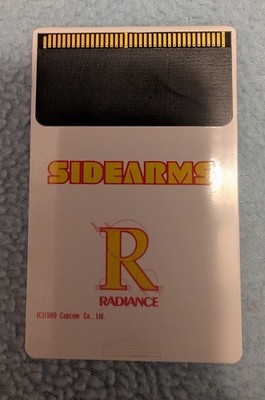 SIDEARMS
R
RADIANCE
(C)1989 Capcom Co. Ltd.